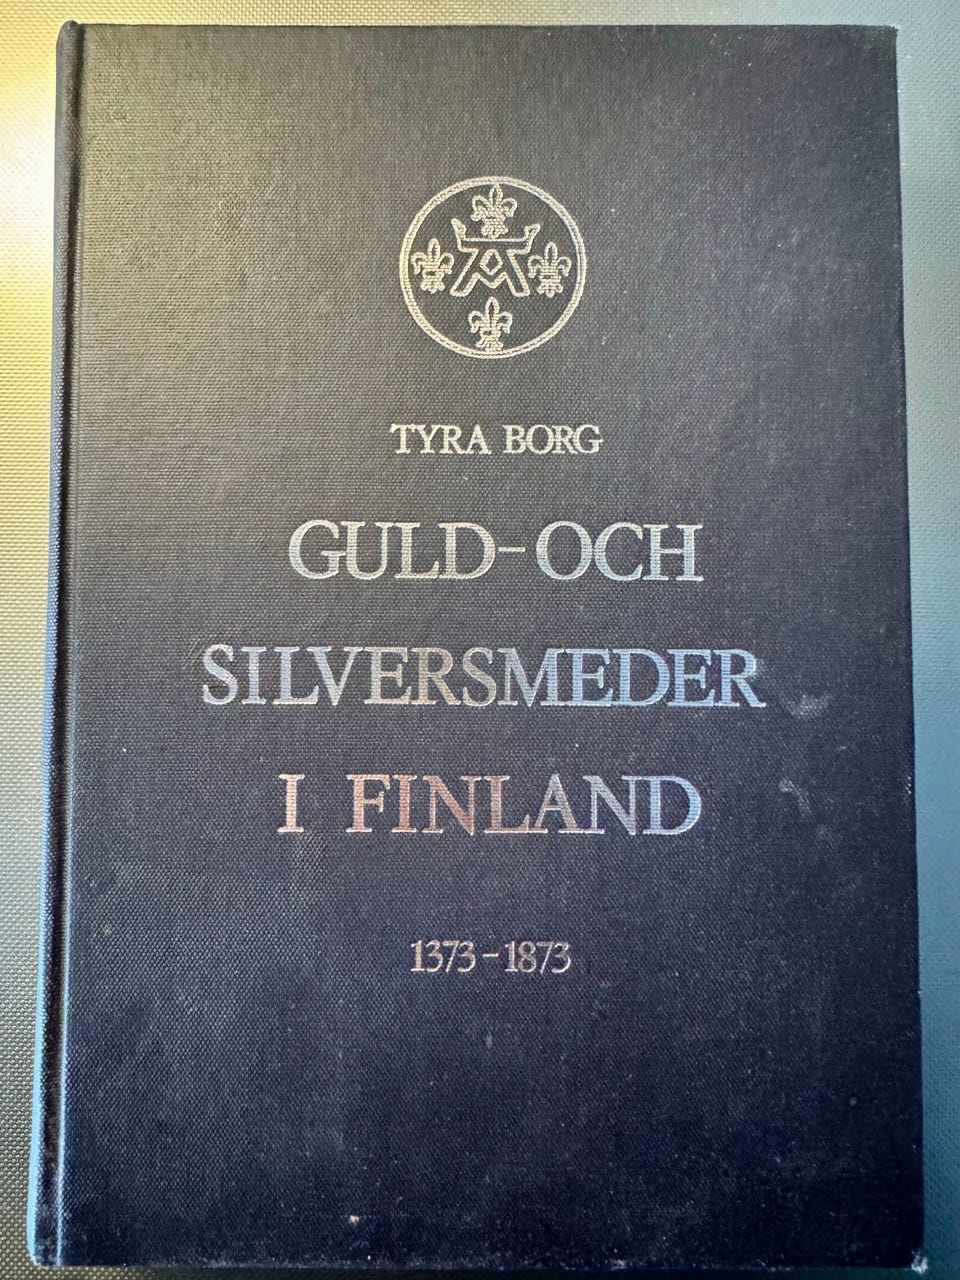 TYRA BORG
GULD-OCH
SILVERSMEDER
I FINLAND
1373-1873